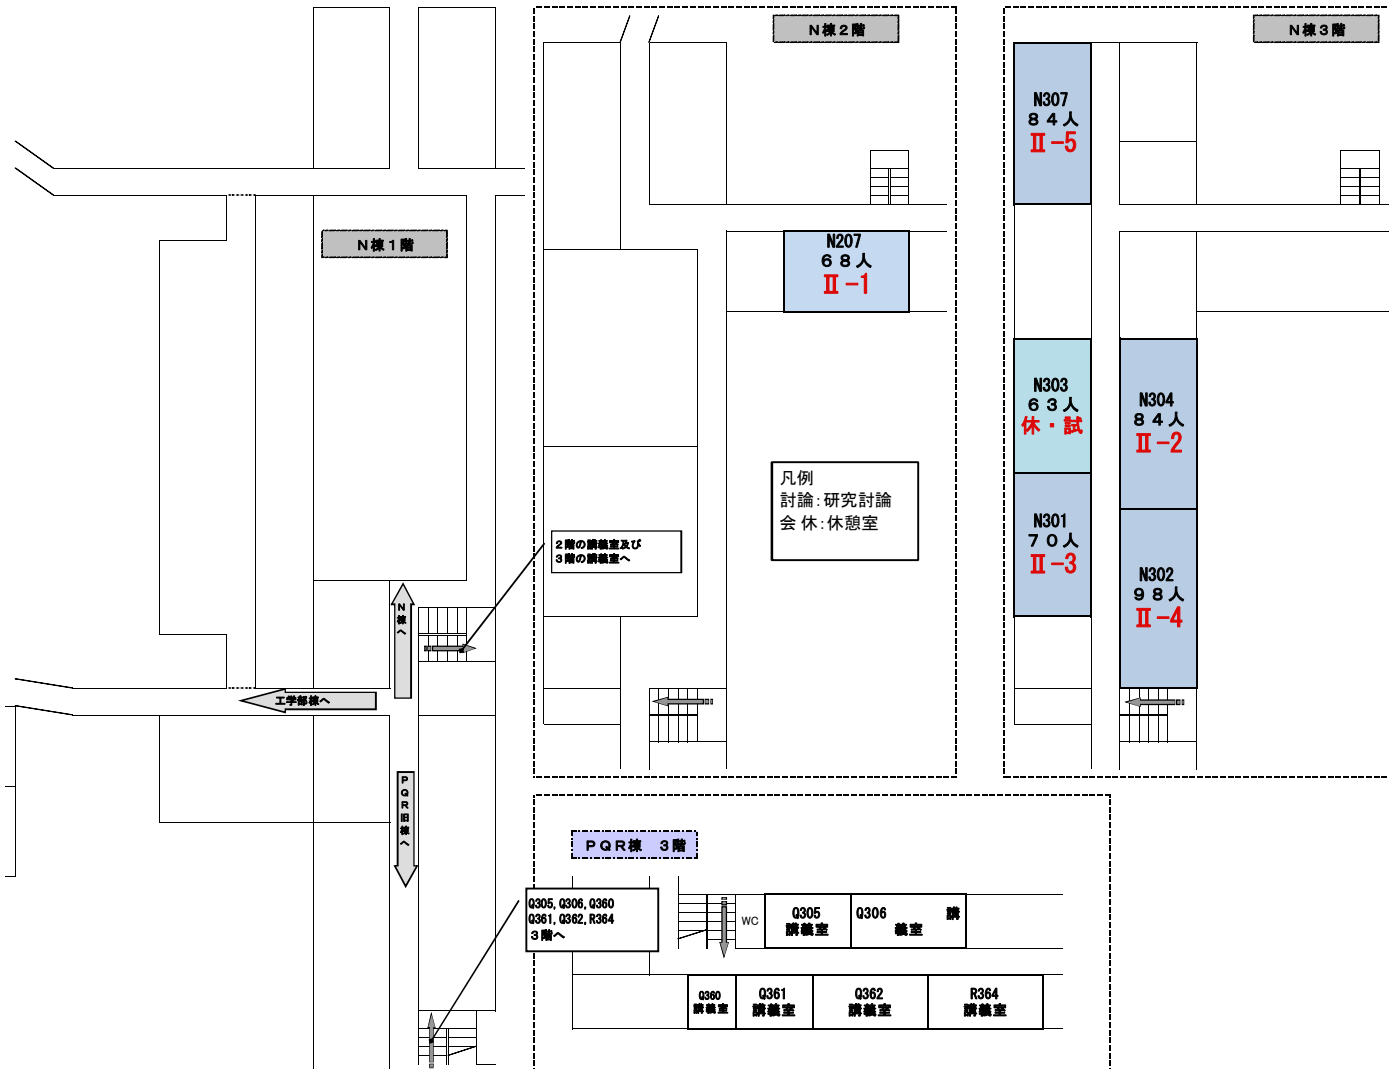 N棟2階
N棟3階
N307
84人
Ⅱ-5
N棟1階
N207
68人
Ⅱ-1
N303
63人
休・試
N304
84人
Ⅱ-2
凡例
討論:研究討論
会 休:休憩室
N301
70人
Ⅱ-3
2階の講義室及び
3階の講義室へ
N302
98人
Ⅱ-4
N棟へ
工学部棟へ
PQR旧棟へ
PQR棟 3階
Q305, Q306, Q360
Q361, Q362, R364
3階へ
WC
Q305
講義室
Q306 講
義室
Q360
講義室
Q361
講義室
Q362
講義室
R364
講義室